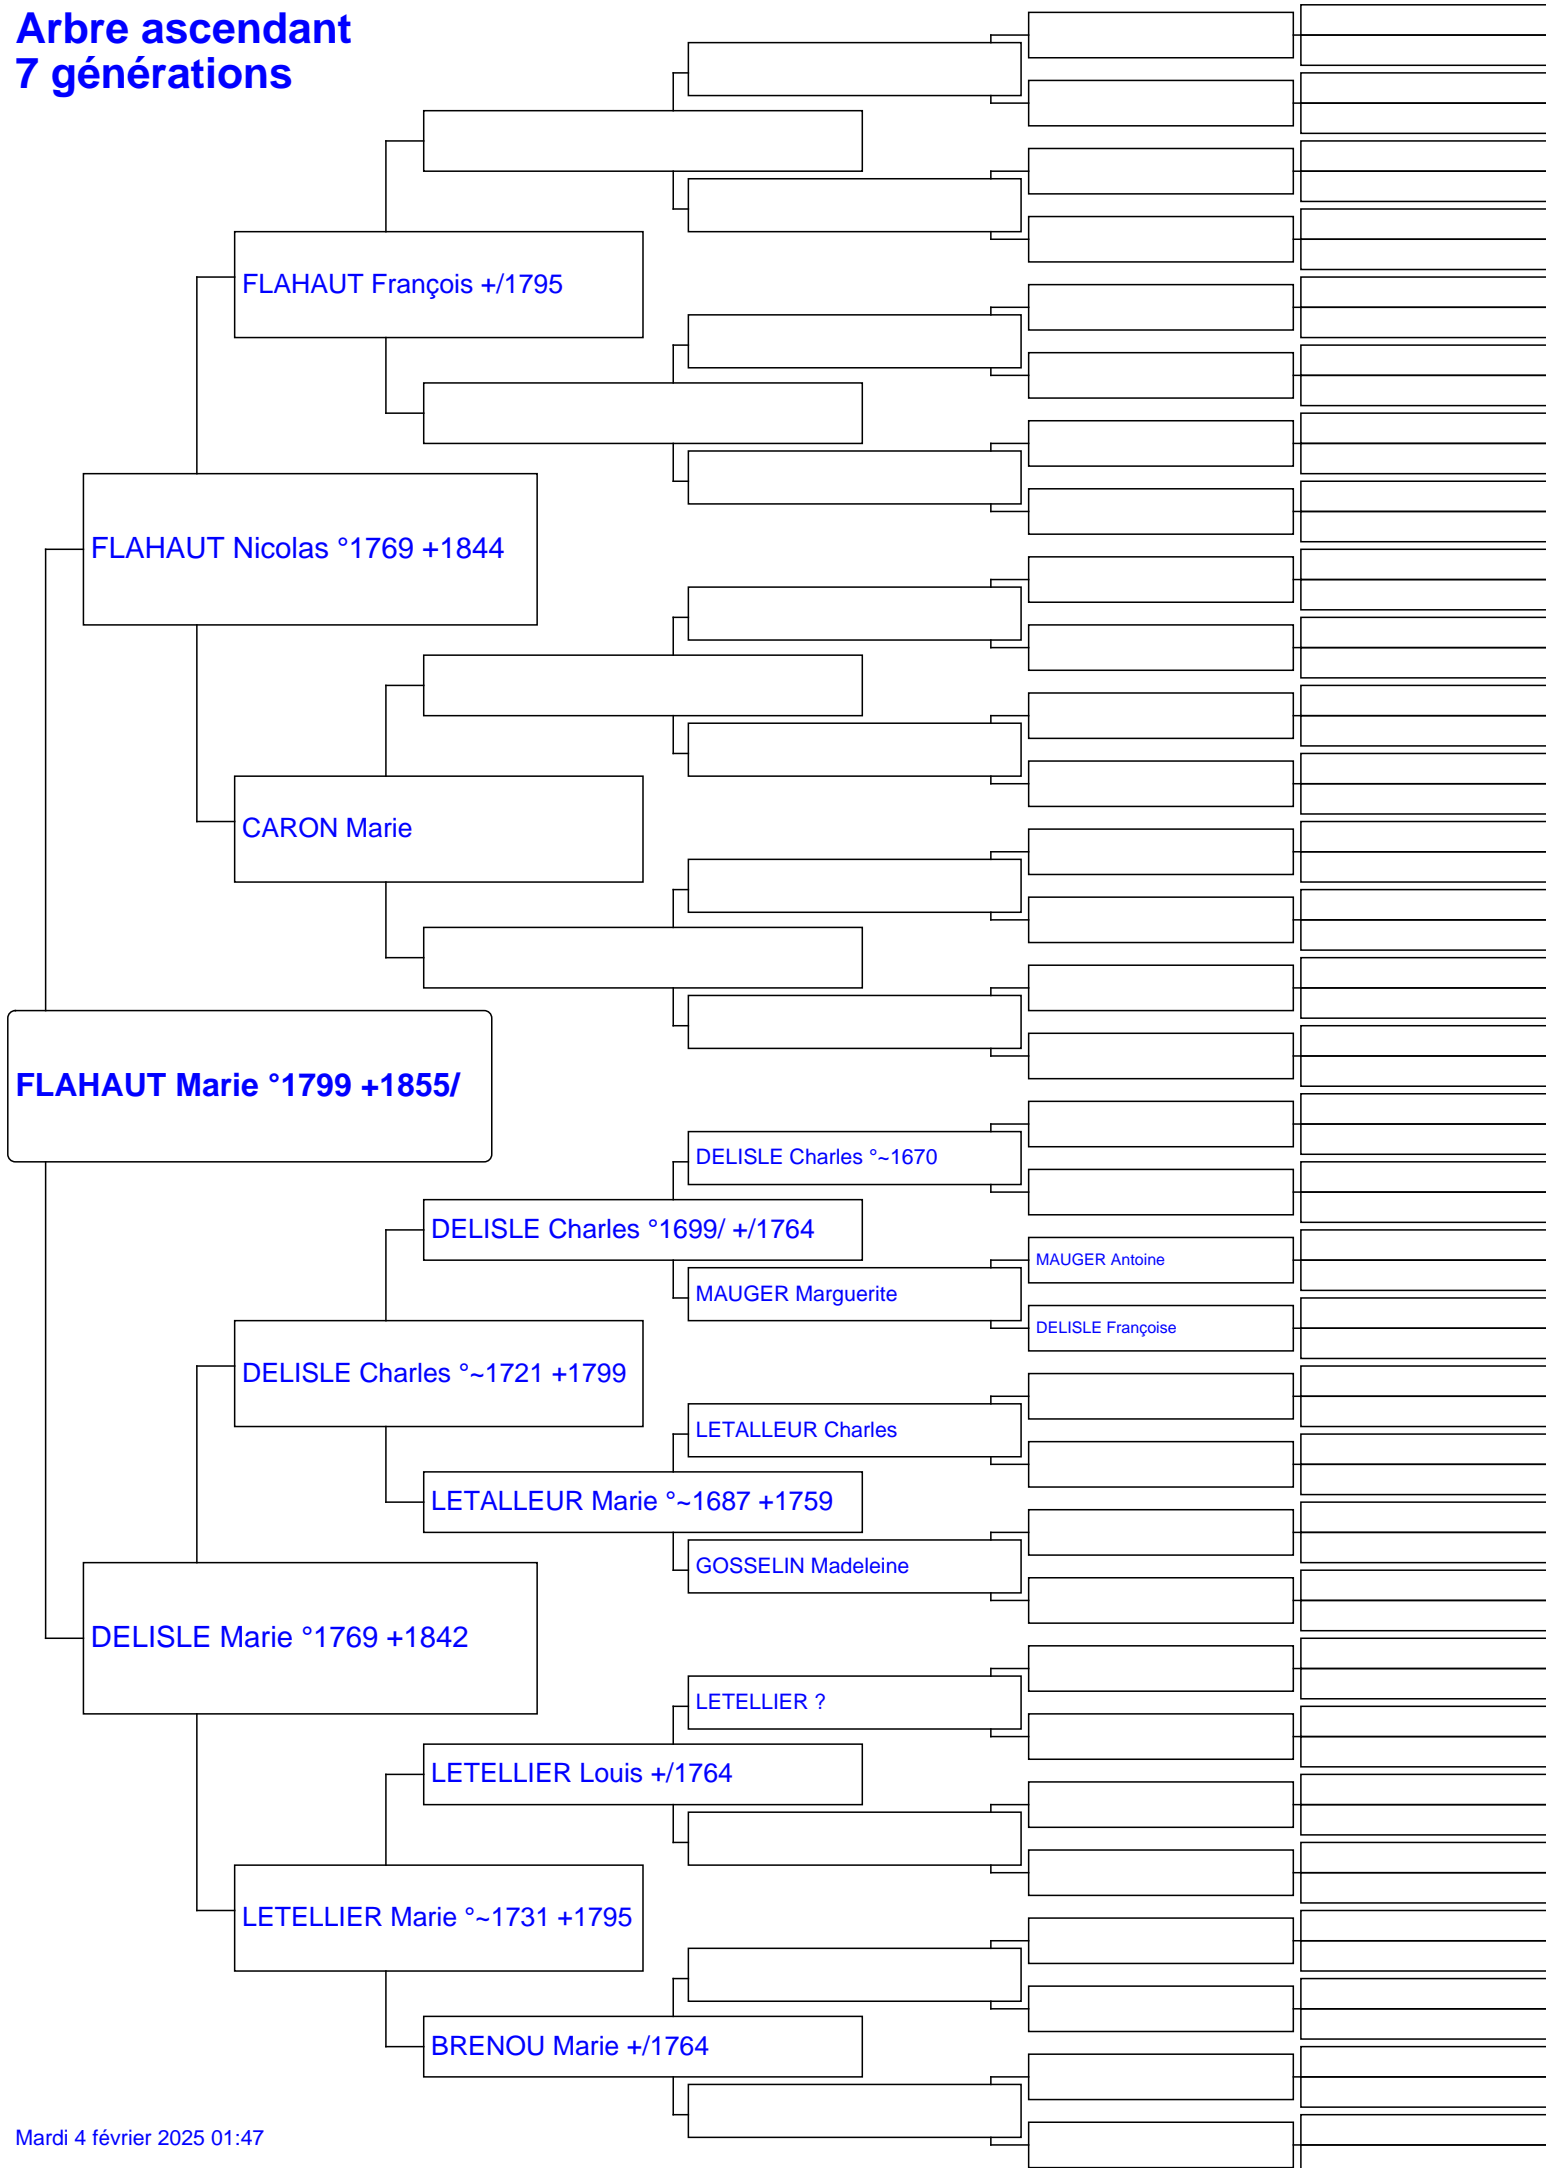 Arbre ascendant
7 générations
FLAHAUT François +/1795
FLAHAUT Nicolas °1769 +1844
CARON Marie
FLAHAUT Marie °1799 +1855/
DELISLE Charles °~1670
DELISLE Charles °1699/ +/1764
MAUGER Antoine
MAUGER Marguerite
DELISLE Françoise
DELISLE Charles °~1721 +1799
LETALLEUR Charles
LETALLEUR Marie °~1687 +1759
GOSSELIN Madeleine
DELISLE Marie °1769 +1842
LETELLIER ?
LETELLIER Louis +/1764
LETELLIER Marie °~1731 +1795
BRENOU Marie +/1764
Mardi 4 février 2025 01:47